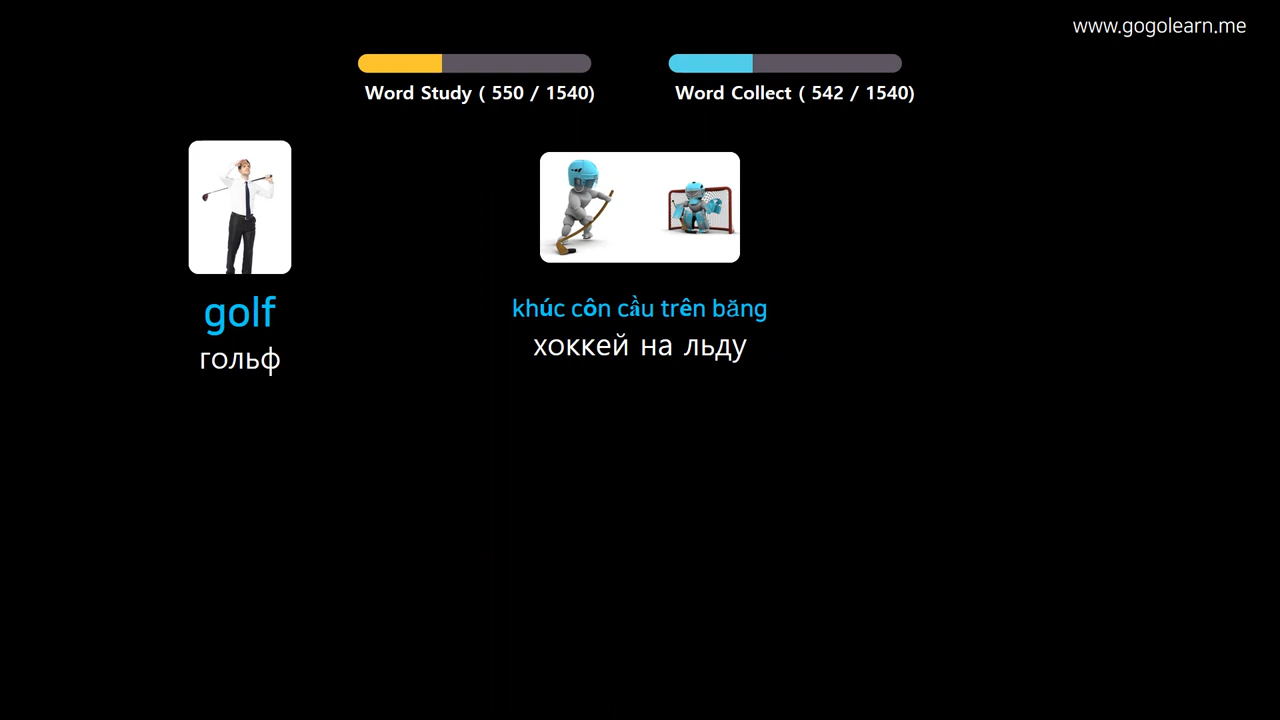 www.gogolearn.me
Word Study ( 550 / 1540)
Word Collect ( 542 / 1540)
golf
гольф
khúc côn cầu trên băng
хоккей на льду